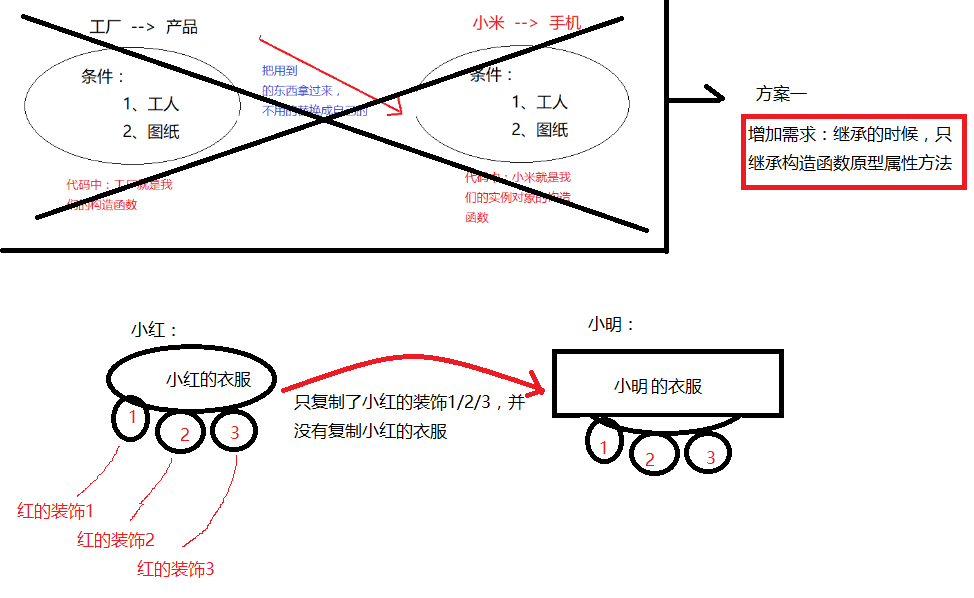 工厂 --> 产品
小米 --> 手机
条件：
1、工人
2、图纸
把用到
的东西拿过来，
不用的替换成自己的
条件：
1、工人
2、图纸
代码中：工厂就是我
们的构造函数
代码中：小米就是我
们的实例对象的构造
函数
方案一
增加需求：继承的时候，只
继承构造函数原型属性方法
小红：
小红的衣服
1
2
3
红的装饰1
红的装饰2
红的装饰3
只复制了小红的装饰1/2/3，并
没有复制小红的衣服
小明：
小明的衣服
1
2
3